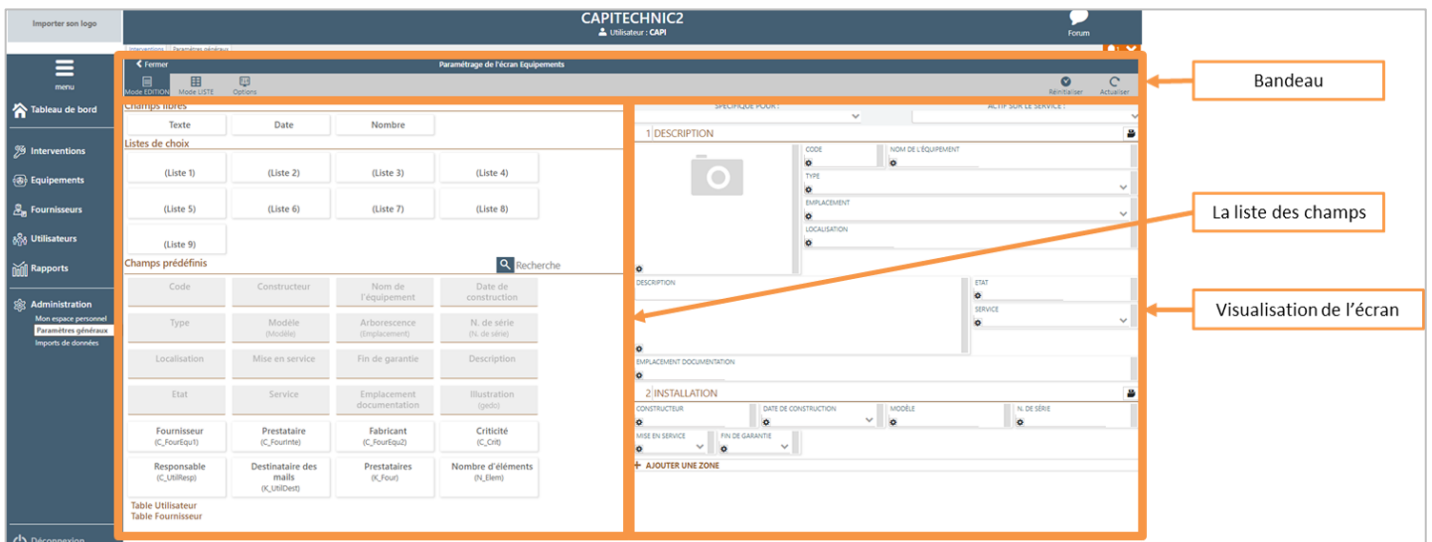 Importer son logo
CAPITECHNIC2
Utilisateur : CAPI
Forum
Interventions
Paramètres généraux
menu
Tableau de bord
Interventions
Equipements
Fournisseurs
Utilisateurs
Rapports
Administration
Mon espace personnel
Paramètres généraux
Imports de données
Déconnexion
Fermer
Paramétrage de l'écran Equipements
Mode EDITION
Mode LISTE
Options
Réinitialiser
Actualiser
Champs libres
Texte
Date
Nombre
Listes de choix
(Liste 1)
(Liste 2)
(Liste 3)
(Liste 4)
(Liste 5)
(Liste 6)
(Liste 7)
(Liste 8)
(Liste 9)
Champs prédéfinis
Recherche
Code
Constructeur
Nom de
l'équipement
Date de
construction
Type
Modèle
(Modèle)
Arborescence
(Emplacement)
N. de série
(N. de série)
Localisation
Mise en service
Fin de garantie
Description
Etat
Service
Emplacement
documentation
Illustration
(gedo)
Fournisseur
(C_FourEqu1)
Prestataire
(C_FourInte)
Fabricant
(C_FourEqu2)
Criticité
(C_Crit)
Responsable
(C_UtilResp)
Destinataire des
mails
(K_UtilDest)
Prestataires
(K_Four)
Nombre d'éléments
(N_Elem)
Table Utilisateur
Table Fournisseur
SPÉCIFIQUE POUR :
ACTIF SUR LE SERVICE :
1 DESCRIPTION
CODE
NOM DE L'ÉQUIPEMENT
TYPE
EMPLACEMENT
LOCALISATION
DESCRIPTION
ETAT
SERVICE
EMPLACEMENT DOCUMENTATION
2 INSTALLATION
CONSTRUCTEUR
DATE DE CONSTRUCTION
MODÈLE
N. DE SÉRIE
MISE EN SERVICE
FIN DE GARANTIE
+ AJOUTER UNE ZONE
Bandeau
La liste des champs
Visualisation de l'écran